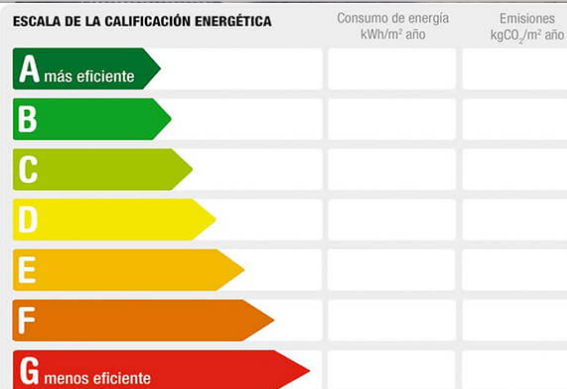 ESCALA DE LA CALIFICACIÓN ENERGÉTICA
Consumo de energía
kWh/m² año
Emisiones
kgCO₂/m² año
A más eficiente
B
C
D
E
F
G menos eficiente